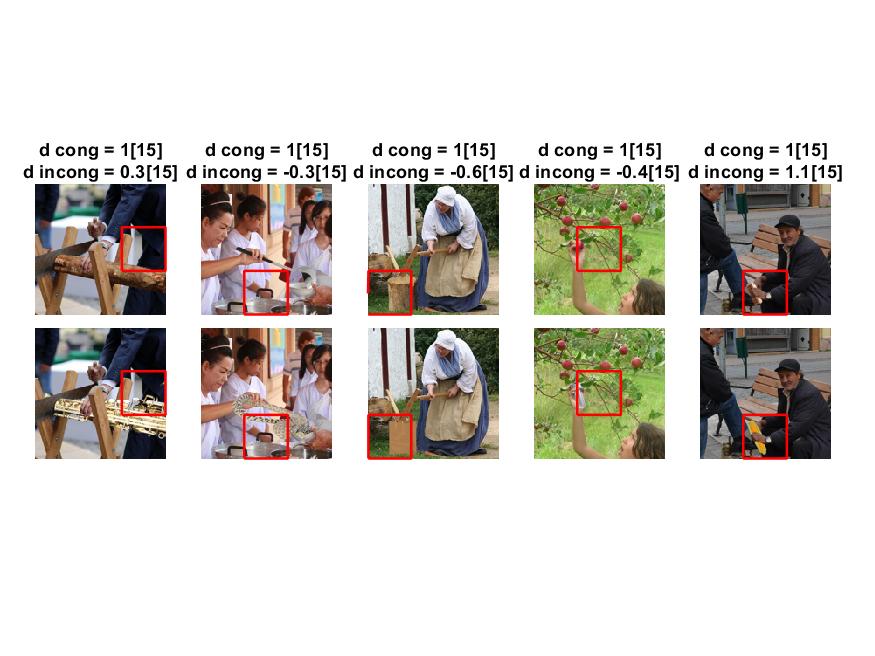 d cong = 1[15]
d incong = 0.3[15]
d cong = 1[15]
d incong = -0.3[15]
d cong = 1[15]
d incong = -0.6[15]
d cong = 1[15]
d incong = -0.4[15]
d cong = 1[15]
d incong = 1.1[15]